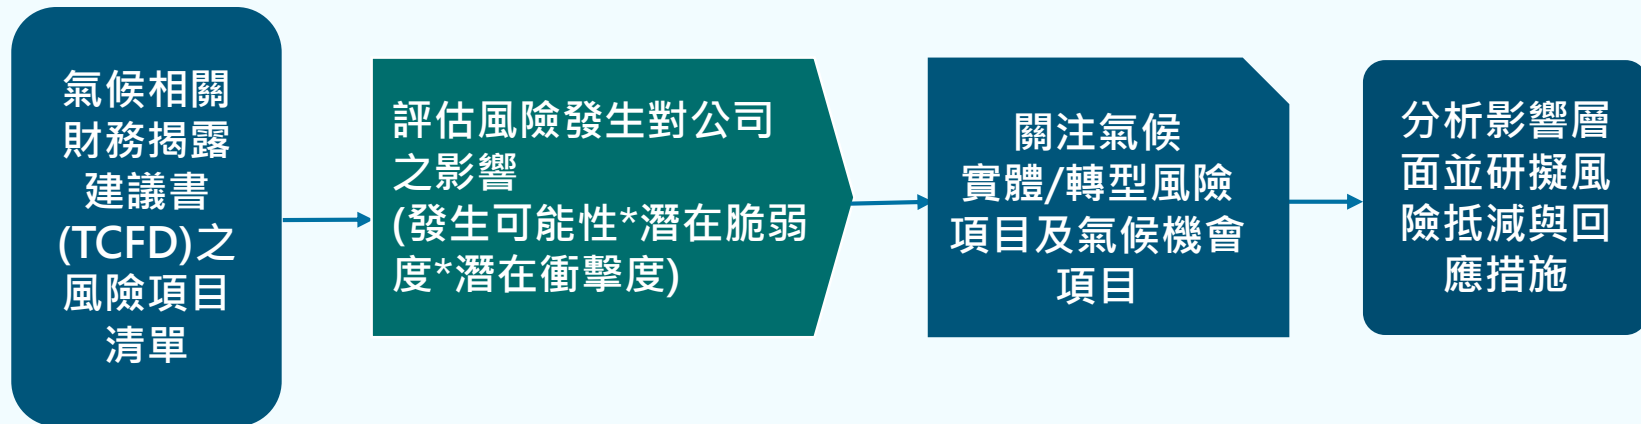 氣候相關
財務揭露
建議書
(TCFD)之
風險項目
清單
評估風險發生對公司
之影響
(發生可能性*潛在脆弱
度*潛在衝擊度)
關注氣候
實體/轉型風險
項目及氣候機會
項目
分析影響層
面並研擬風
險抵減與回
應措施